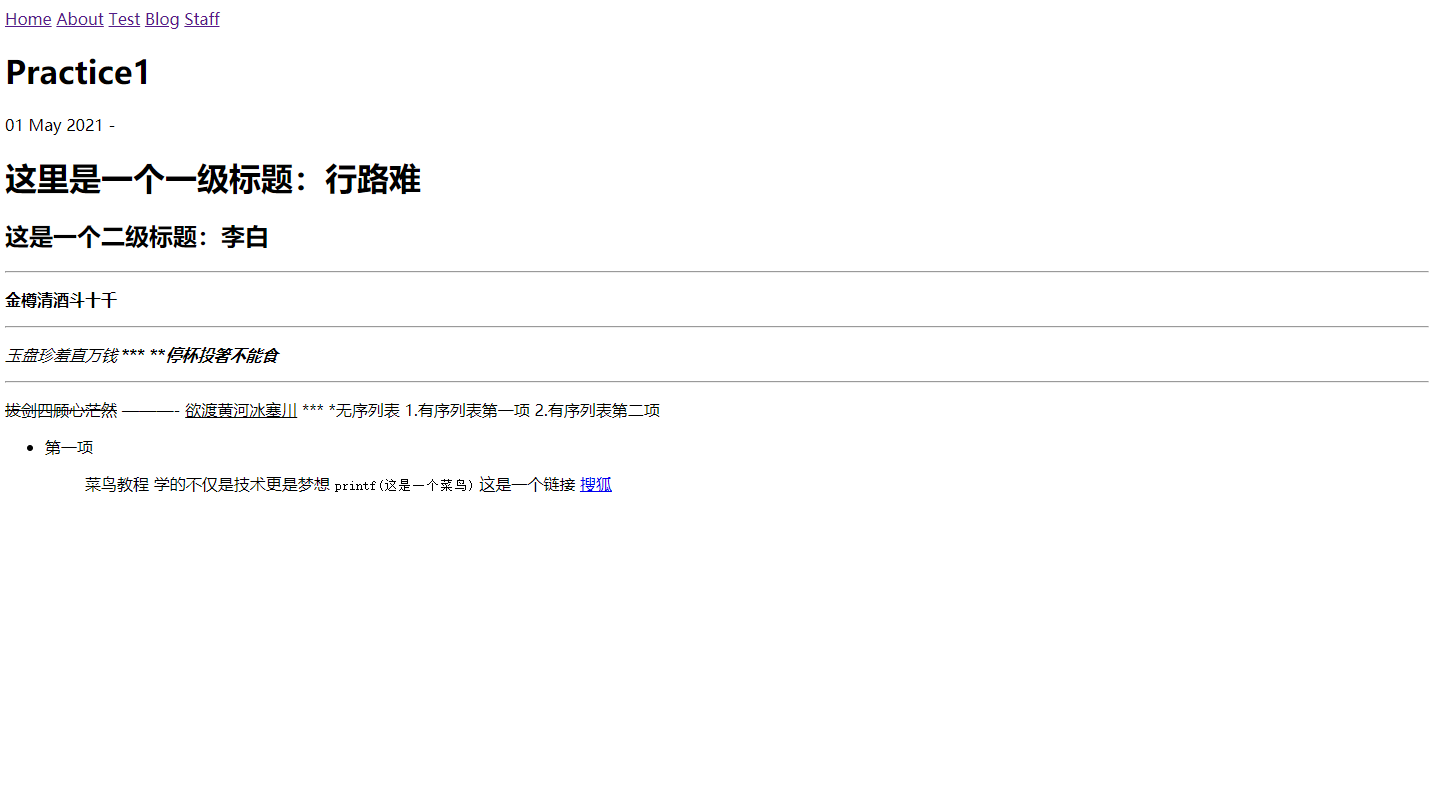 Home About Test Blog Staff
Practice1
01 May 2021 -
这里是一个一级标题：行路难
这是一个二级标题：李白
金樽清酒斗十千
玉盘珍羞直万钱 *** **停杯投箸不能食
拔剑四顾心茫然 ———- 欲渡黄河冰塞川 *** *无序列表 1.有序列表第一项 2.有序列表第二项
• 第一项
菜鸟教程 学的不仅是技术更是梦想 printf(这是一个菜鸟) 这是一个链接 搜狐